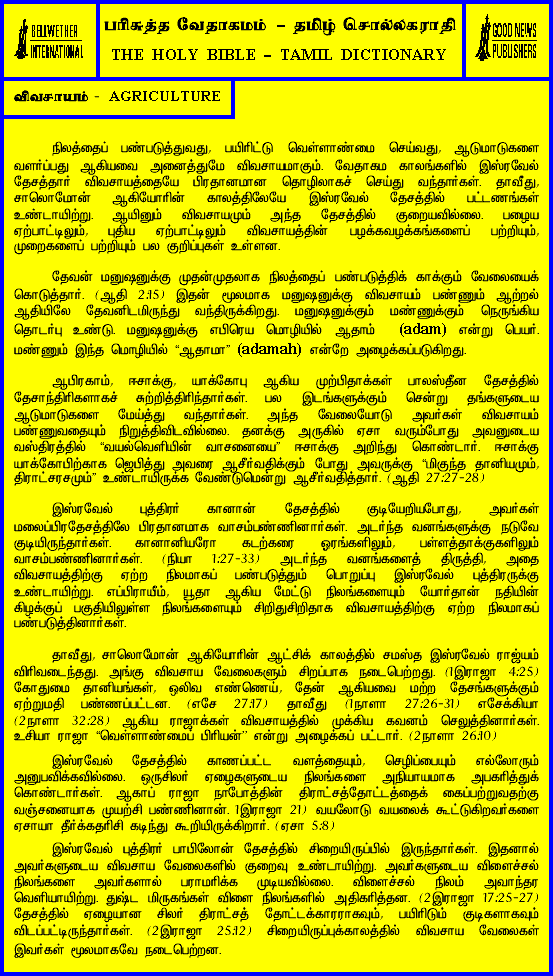 BELLWETHER
INTERNATIONAL
பரிசுத்த வேதாகமம் - தமிழ் சொல்லகராதி
THE HOLY BIBLE - TAMIL DICTIONARY
GOOD NEWS
PUBLISHERS
விவசாயம் - AGRICULTURE
நிலத்தைப் பண்படுத்துவது, பயிரிட்டு வெள்ளாண்மை செய்வது, ஆடுமாடுகளை
வளர்ப்பது ஆகியவை அனைத்துமே விவசாயமாகும். வேதாகம காலங்களில் இஸ்ரவேல்
தேசத்தார் விவசாயத்தையே பிரதானமான தொழிலாகச் செய்து வந்தார்கள். தாவீது,
சாலொமோன் ஆகியோரின் காலத்திலேயே இஸ்ரவேல் தேசத்தில் பட்டணங்கள்
உண்டாயிற்று. ஆயினும் விவசாயமும் அந்த தேசத்தில் குறையவில்லை. பழைய
ஏற்பாட்டிலும், புதிய ஏற்பாட்டிலும் விவசாயத்தின் பழக்கவழக்கங்களைப் பற்றியும்,
முறைகளைப் பற்றியும் பல குறிப்புகள் உள்ளன.
தேவன் மனுஷனுக்கு முதன்முதலாக நிலத்தைப் பண்படுத்திக் காக்கும் வேலையைக்
கொடுத்தார். (ஆதி 2:15) இதன் மூலமாக மனுஷனுக்கு விவசாயம் பண்ணும் ஆற்றல்
ஆதியிலே தேவனிடமிருந்து வந்திருக்கிறது. மனுஷனுக்கும் மண்ணுக்கும் நெருங்கிய
தொடர்பு உண்டு. மனுஷனுக்கு எபிரெய மொழியில் ஆதாம் (adam) என்று பெயர்.
மண்ணும் இந்த மொழியில் "ஆதாமா" (adamah) என்றே அழைக்கப்படுகிறது.
ஆபிரகாம், ஈசாக்கு, யாக்கோபு ஆகிய முற்பிதாக்கள் பாலஸ்தீன தேசத்தில்
தேசாந்திரிகளாகச் சுற்றித்திரிந்தார்கள். பல இடங்களுக்கும் சென்று தங்களுடைய
ஆடுமாடுகளை மேய்த்து வந்தார்கள். அந்த வேலையோடு அவர்கள் விவசாயம்
பண்ணுவதையும் நிறுத்திவிடவில்லை. தனக்கு அருகில் ஏசா வரும்போது அவனுடைய
வஸ்திரத்தில் "வயல்வெளியின் வாசனையை" ஈசாக்கு அறிந்து கொண்டார். ஈசாக்கு
யாக்கோபிற்காக ஜெபித்து அவரை ஆசீர்வதிக்கும் போது அவருக்கு "மிகுந்த தானியமும்,
திராட்சரசமும்" உண்டாயிருக்க வேண்டுமென்று ஆசீர்வதித்தார். (ஆதி 27:27-28)
இஸ்ரவேல் புத்திரர் கானான் தேசத்தில் குடியேறியபோது, அவர்கள்
மலைப்பிரதேசத்திலே பிரதானமாக வாசம்பண்ணினார்கள். அடர்ந்த வனங்களுக்கு நடுவே
குடியிருந்தார்கள். கானானியரோ கடற்கரை ஓரங்களிலும், பள்ளத்தாக்குகளிலும்
வாசம்பண்ணினார்கள். (நியா 1:27-33) அடர்ந்த வனங்களைத் திருத்தி, அதை
விவசாயத்திற்கு ஏற்ற நிலமாகப் பண்படுத்தும் பொறுப்பு இஸ்ரவேல் புத்திரருக்கு
உண்டாயிற்று. எப்பிராயீம், யூதா ஆகிய மேட்டு நிலங்களையும் யோர்தான் நதியின்
கிழக்குப் பகுதியிலுள்ள நிலங்களையும் சிறிதுசிறிதாக விவசாயத்திற்கு ஏற்ற நிலமாகப்
பண்படுத்தினார்கள்.
தாவீது, சாலொமோன் ஆகியோரின் ஆட்சிக் காலத்தில் சமஸ்த இஸ்ரவேல் ராஜ்யம்
விரிவடைந்தது. அங்கு விவசாய வேலைகளும் சிறப்பாக நடைபெற்றது. (1இராஜா 4:25)
கோதுமை தானியங்கள், ஒலிவ எண்ணெய், தேன் ஆகியவை மற்ற தேசங்களுக்கும்
ஏற்றுமதி பண்ணப்பட்டன. (எசே 27:17) தாவீது (1நாளா 27:26-31) எசேக்கியா
(2நாளா 32:28) ஆகிய ராஜாக்கள் விவசாயத்தில் முக்கிய கவனம் செலுத்தினார்கள்.
உசியா ராஜா "வெள்ளாண்மைப் பிரியன்" என்று அழைக்கப் பட்டார். (2நாளா 26:10)
இஸ்ரவேல் தேசத்தில் காணப்பட்ட வளத்தையும், செழிப்பையும் எல்லோரும்
அனுபவிக்கவில்லை. ஒருசிலர் ஏழைகளுடைய நிலங்களை அநியாயமாக அபகரித்துக்
கொண்டார்கள். ஆகாப் ராஜா நாபோத்தின் திராட்சத்தோட்டத்தைக் கைப்பற்றுவதற்கு
வஞ்சனையாக முயற்சி பண்ணினான். 1இராஜா 21) வயலோடு வயலைக் கூட்டுகிறவர்களை
ஏசாயா தீர்க்கதரிசி கடிந்து கூறியிருக்கிறார். (ஏசா 5:8)
இஸ்ரவேல் புத்திரர் பாபிலோன் தேசத்தில் சிறையிருப்பில் இருந்தார்கள். இதனால்
அவர்களுடைய விவசாய வேலைகளில் குறைவு உண்டாயிற்று. அவர்களுடைய விளைச்சல்
நிலங்களை அவர்களால் பராமரிக்க முடியவில்லை. விளைச்சல் நிலம் அவாந்தர
வெளியாயிற்று. துஷ்ட மிருகங்கள் விளை நிலங்களில் அதிகரித்தன. (2இராஜா 17:25-27)
தேசத்தில் ஏழையான சிலர் திராட்சத் தோட்டக்காரராகவும், பயிரிடும் குடிகளாகவும்
விடப்பட்டிருந்தார்கள். (2இராஜா 25:12) சிறையிருப்புக்காலத்தில் விவசாய வேலைகள்
இவர்கள் மூலமாகவே நடைபெற்றன.